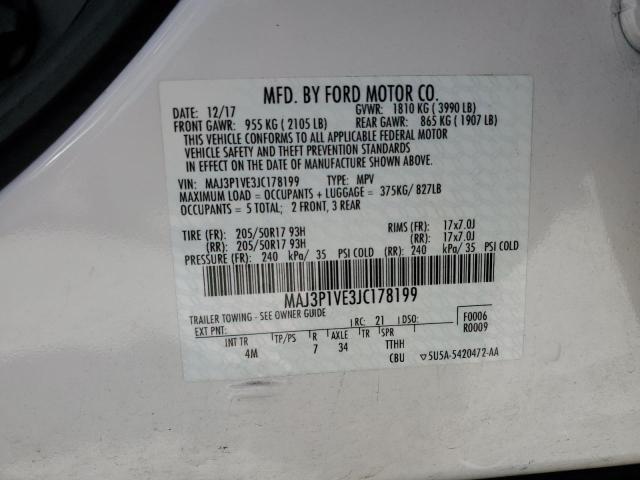 MFD. BY FORD MOTOR CO.
DATE: 12/17 GVWR: 1810 KG ( 3990 LB)
FRONT GAWR: 955 KG ( 2105 LB) REAR GAWR: 865 KG ( 1907 LB)
THIS VEHICLE CONFORMS TO ALL APPLICABLE FEDERAL MOTOR
VEHICLE SAFETY AND THEFT PREVENTION STANDARDS
IN EFFECT ON THE DATE OF MANUFACTURE SHOWN ABOVE.
VIN: MAJ3P1VE3JC178199 TYPE: MPV
MAXIMUM LOAD = OCCUPANTS + LUGGAGE = 375KG/ 827LB
OCCUPANTS = 5 TOTAL; 2 FRONT, 3 REAR
TIRE (FR): 205/50R17 93H RIMS (FR): 17x7.0J
(RR): 205/50R17 93H (RR): 17x7.0J
PRESSURE (FR): 240 kPa/ 35 PSI COLD (RR): 240 kPa/ 35 PSI COLD
MAJ3P1VE3JC178199
TRAILER TOWING - SEE OWNER GUIDE
EXT PNT: RC: 21 DSO: F0006
R0009
INT TR TP/PS R AXLE TR SPR
4M 7 34 TTHH
CBU ▽5U5A-5420472-AA